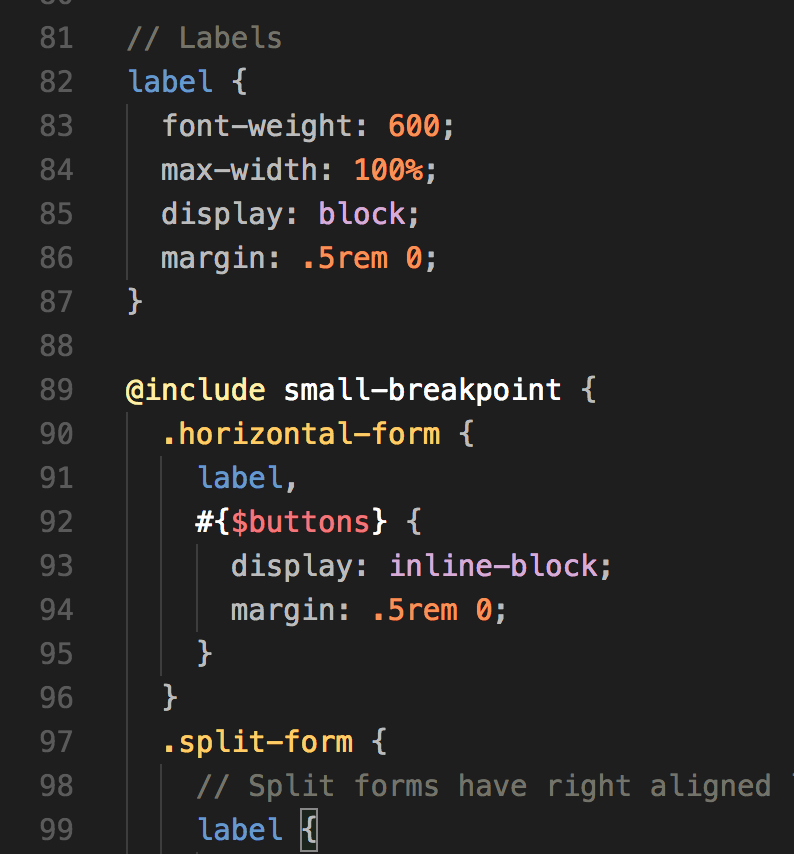 81 // Labels
82 label {
83 font-weight: 600;
84 max-width: 100%;
85 display: block;
86 margin: .5rem 0;
87 }
88
89 @include small-breakpoint {
90 .horizontal-form {
91 label,
92 #{$buttons} {
93 display: inline-block;
94 margin: .5rem 0;
95 }
96 }
97 .split-form {
98 // Split forms have right aligned
99 label {